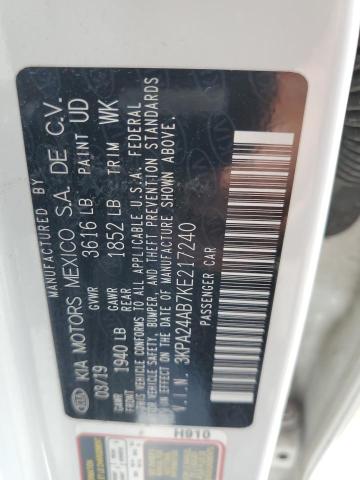 MANUFACTURED BY
KIA MOTORS MEXICO S.A. DE C.V.
03/19 GVWR 3616 LB PAINT UD
GAWR FRONT 1940 LB GAWR REAR 1852 LB TRIM WK
THIS VEHICLE CONFORMS TO ALL APPLICABLE U.S.A. FEDERAL
MOTOR VEHICLE SAFETY, BUMPER, AND THEFT PREVENTION STANDARDS
IN EFFECT ON THE DATE OF MANUFACTURE SHOWN ABOVE.
V.I.N. 3KPA24AB7KE217240
PASSENGER CAR
KIA
H910